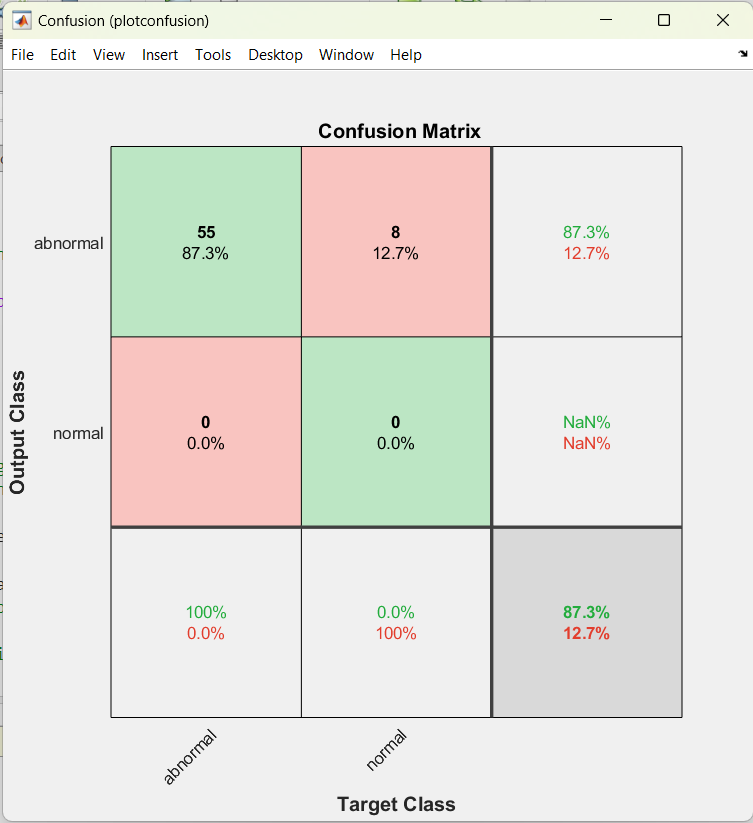 Confusion (plotconfusion)
File Edit View Insert Tools Desktop Window Help
Confusion Matrix
abnormal
55
87.3%
8
12.7%
87.3%
12.7%
normal
0
0.0%
0
0.0%
NaN%
NaN%
100%
0.0%
0.0%
100%
87.3%
12.7%
Output Class
abnormal
normal
Target Class